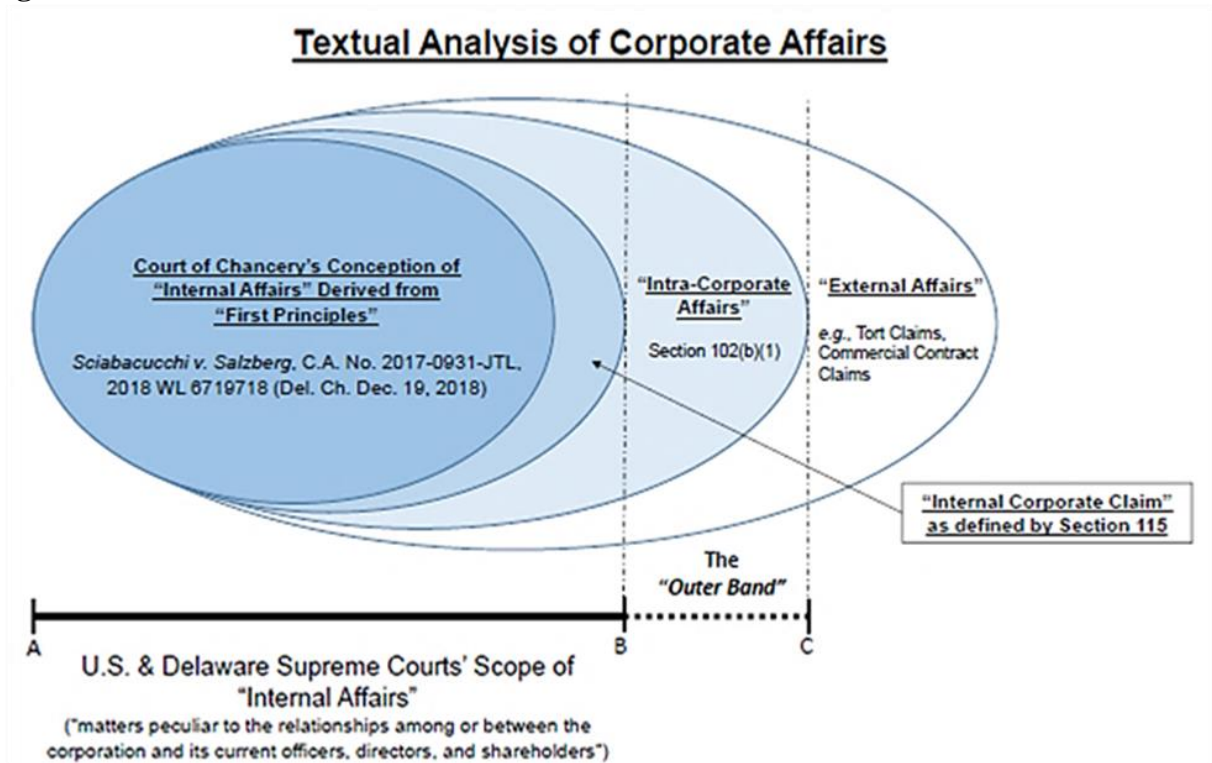 Textual Analysis of Corporate Affairs
Court of Chancery's Conception of
"Internal Affairs" Derived from
"First Principles"
Sciabacucchi v. Salzberg, C.A. No. 2017-0931-JTL,
2018 WL 6719718 (Del. Ch. Dec. 19, 2018)
"Intra-Corporate
Affairs"
Section 102(b)(1)
"External Affairs"
e.g., Tort Claims,
Commercial Contract
Claims
"Internal Corporate Claim"
as defined by Section 115
The
"Outer Band"
A
B
C
U.S. & Delaware Supreme Courts' Scope of
"Internal Affairs"
("matters peculiar to the relationships among or between the
corporation and its current officers, directors, and shareholders")